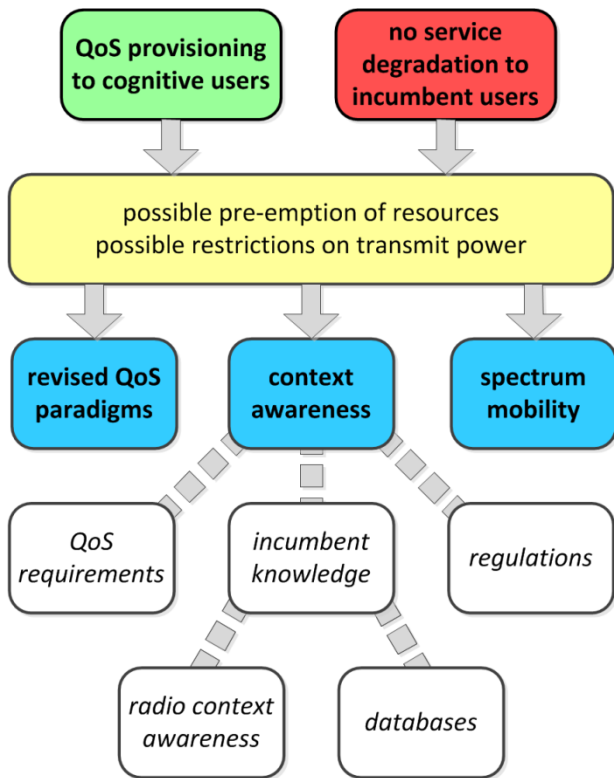 QoS provisioning
to cognitive users
no service
degradation to
incumbent users
possible pre-emption of resources
possible restrictions on transmit power
revised QoS
paradigms
context
awareness
spectrum
mobility
QoS
requirements
incumbent
knowledge
regulations
radio context
awareness
databases